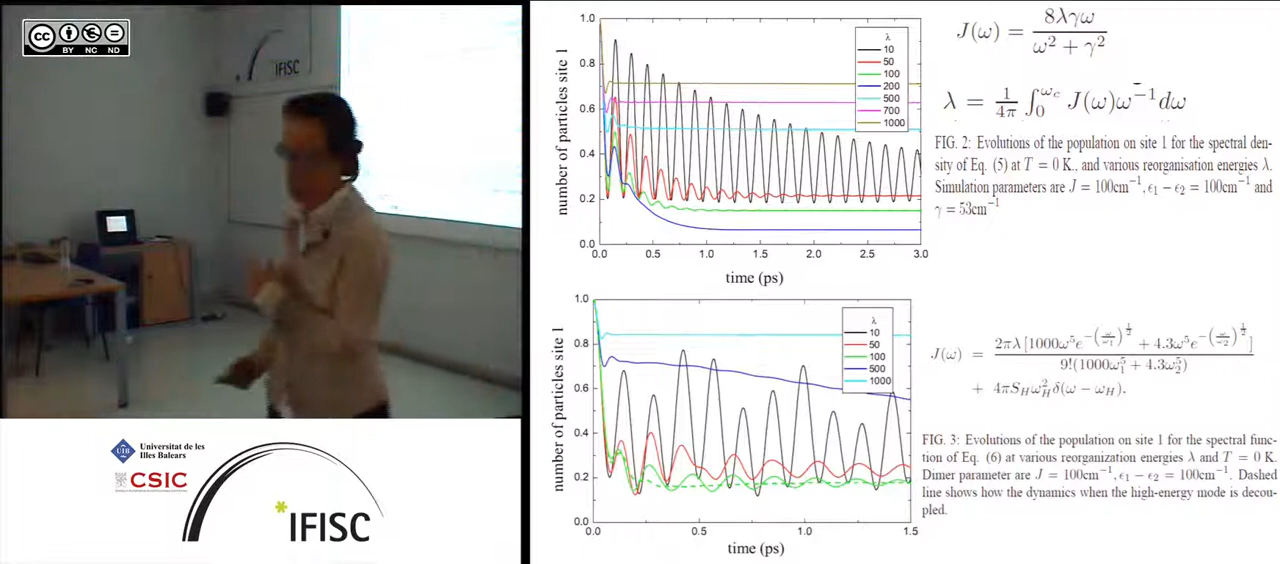 cc
BY NC ND
IFISC
UIB
Universitat de les
Illes Balears
CSIC
*IFISC
number of particles site 1
1.0
0.8
0.6
0.4
0.2
0.0
0.0 0.5 1.0 1.5 2.0 2.5 3.0
time (ps)
λ
10
50
100
200
500
700
1000
J(ω) = 8λγω / ω² + γ²
λ = 1/4π ∫₀^ωc J(ω)ω⁻¹dω
FIG. 2: Evolutions of the population on site 1 for the spectral den-
sity of Eq. (5) at T = 0 K., and various reorganisation energies λ.
Simulation parameters are J = 100cm⁻¹, ϵ₁ − ϵ₂ = 100cm⁻¹ and
γ = 53cm⁻¹
number of particles site 1
1.0
0.8
0.6
0.4
0.2
0.0
0.0 0.5 1.0 1.5
time (ps)
λ
10
50
100
500
1000
J(ω) = 2πλ[1000ω⁵e^−(ω/ω₁)^½ + 4.3ω⁵e^−(ω/ω₂)^½] / 9!(1000ω₁⁵ + 4.3ω₂⁵)
+ 4πS_Hω_H²δ(ω − ω_H).
FIG. 3: Evolutions of the population on site 1 for the spectral func-
tion of Eq. (6) at various reorganization energies λ and T = 0 K.
Dimer parameter are J = 100cm⁻¹, ϵ₁ − ϵ₂ = 100cm⁻¹. Dashed
line shows how the dynamics when the high-energy mode is decou-
pled.